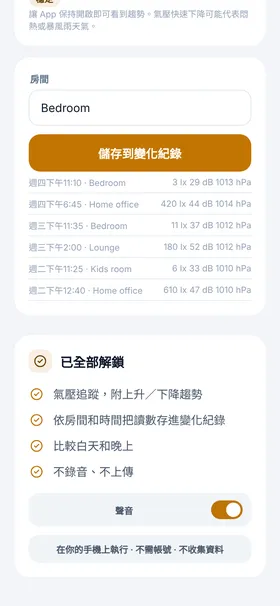 穩定
讓 App 保持開啟即可看到趨勢。氣壓快速下降可能代表悶
熱或暴風雨天氣。
房間
Bedroom
儲存到變化紀錄
週四下午11:10 · Bedroom 3 lx 29 dB 1013 hPa
週四下午6:45 · Home office 420 lx 44 dB 1014 hPa
週三下午11:35 · Bedroom 11 lx 37 dB 1012 hPa
週三下午2:00 · Lounge 180 lx 52 dB 1012 hPa
週二下午11:25 · Kids room 6 lx 33 dB 1010 hPa
週二下午12:40 · Home office 610 lx 47 dB 1010 hPa
已全部解鎖
氣壓追蹤，附上升／下降趨勢
依房間和時間把讀數存進變化紀錄
比較白天和晚上
不錄音、不上傳
聲音
在你的手機上執行 · 不需帳號 · 不收集資料